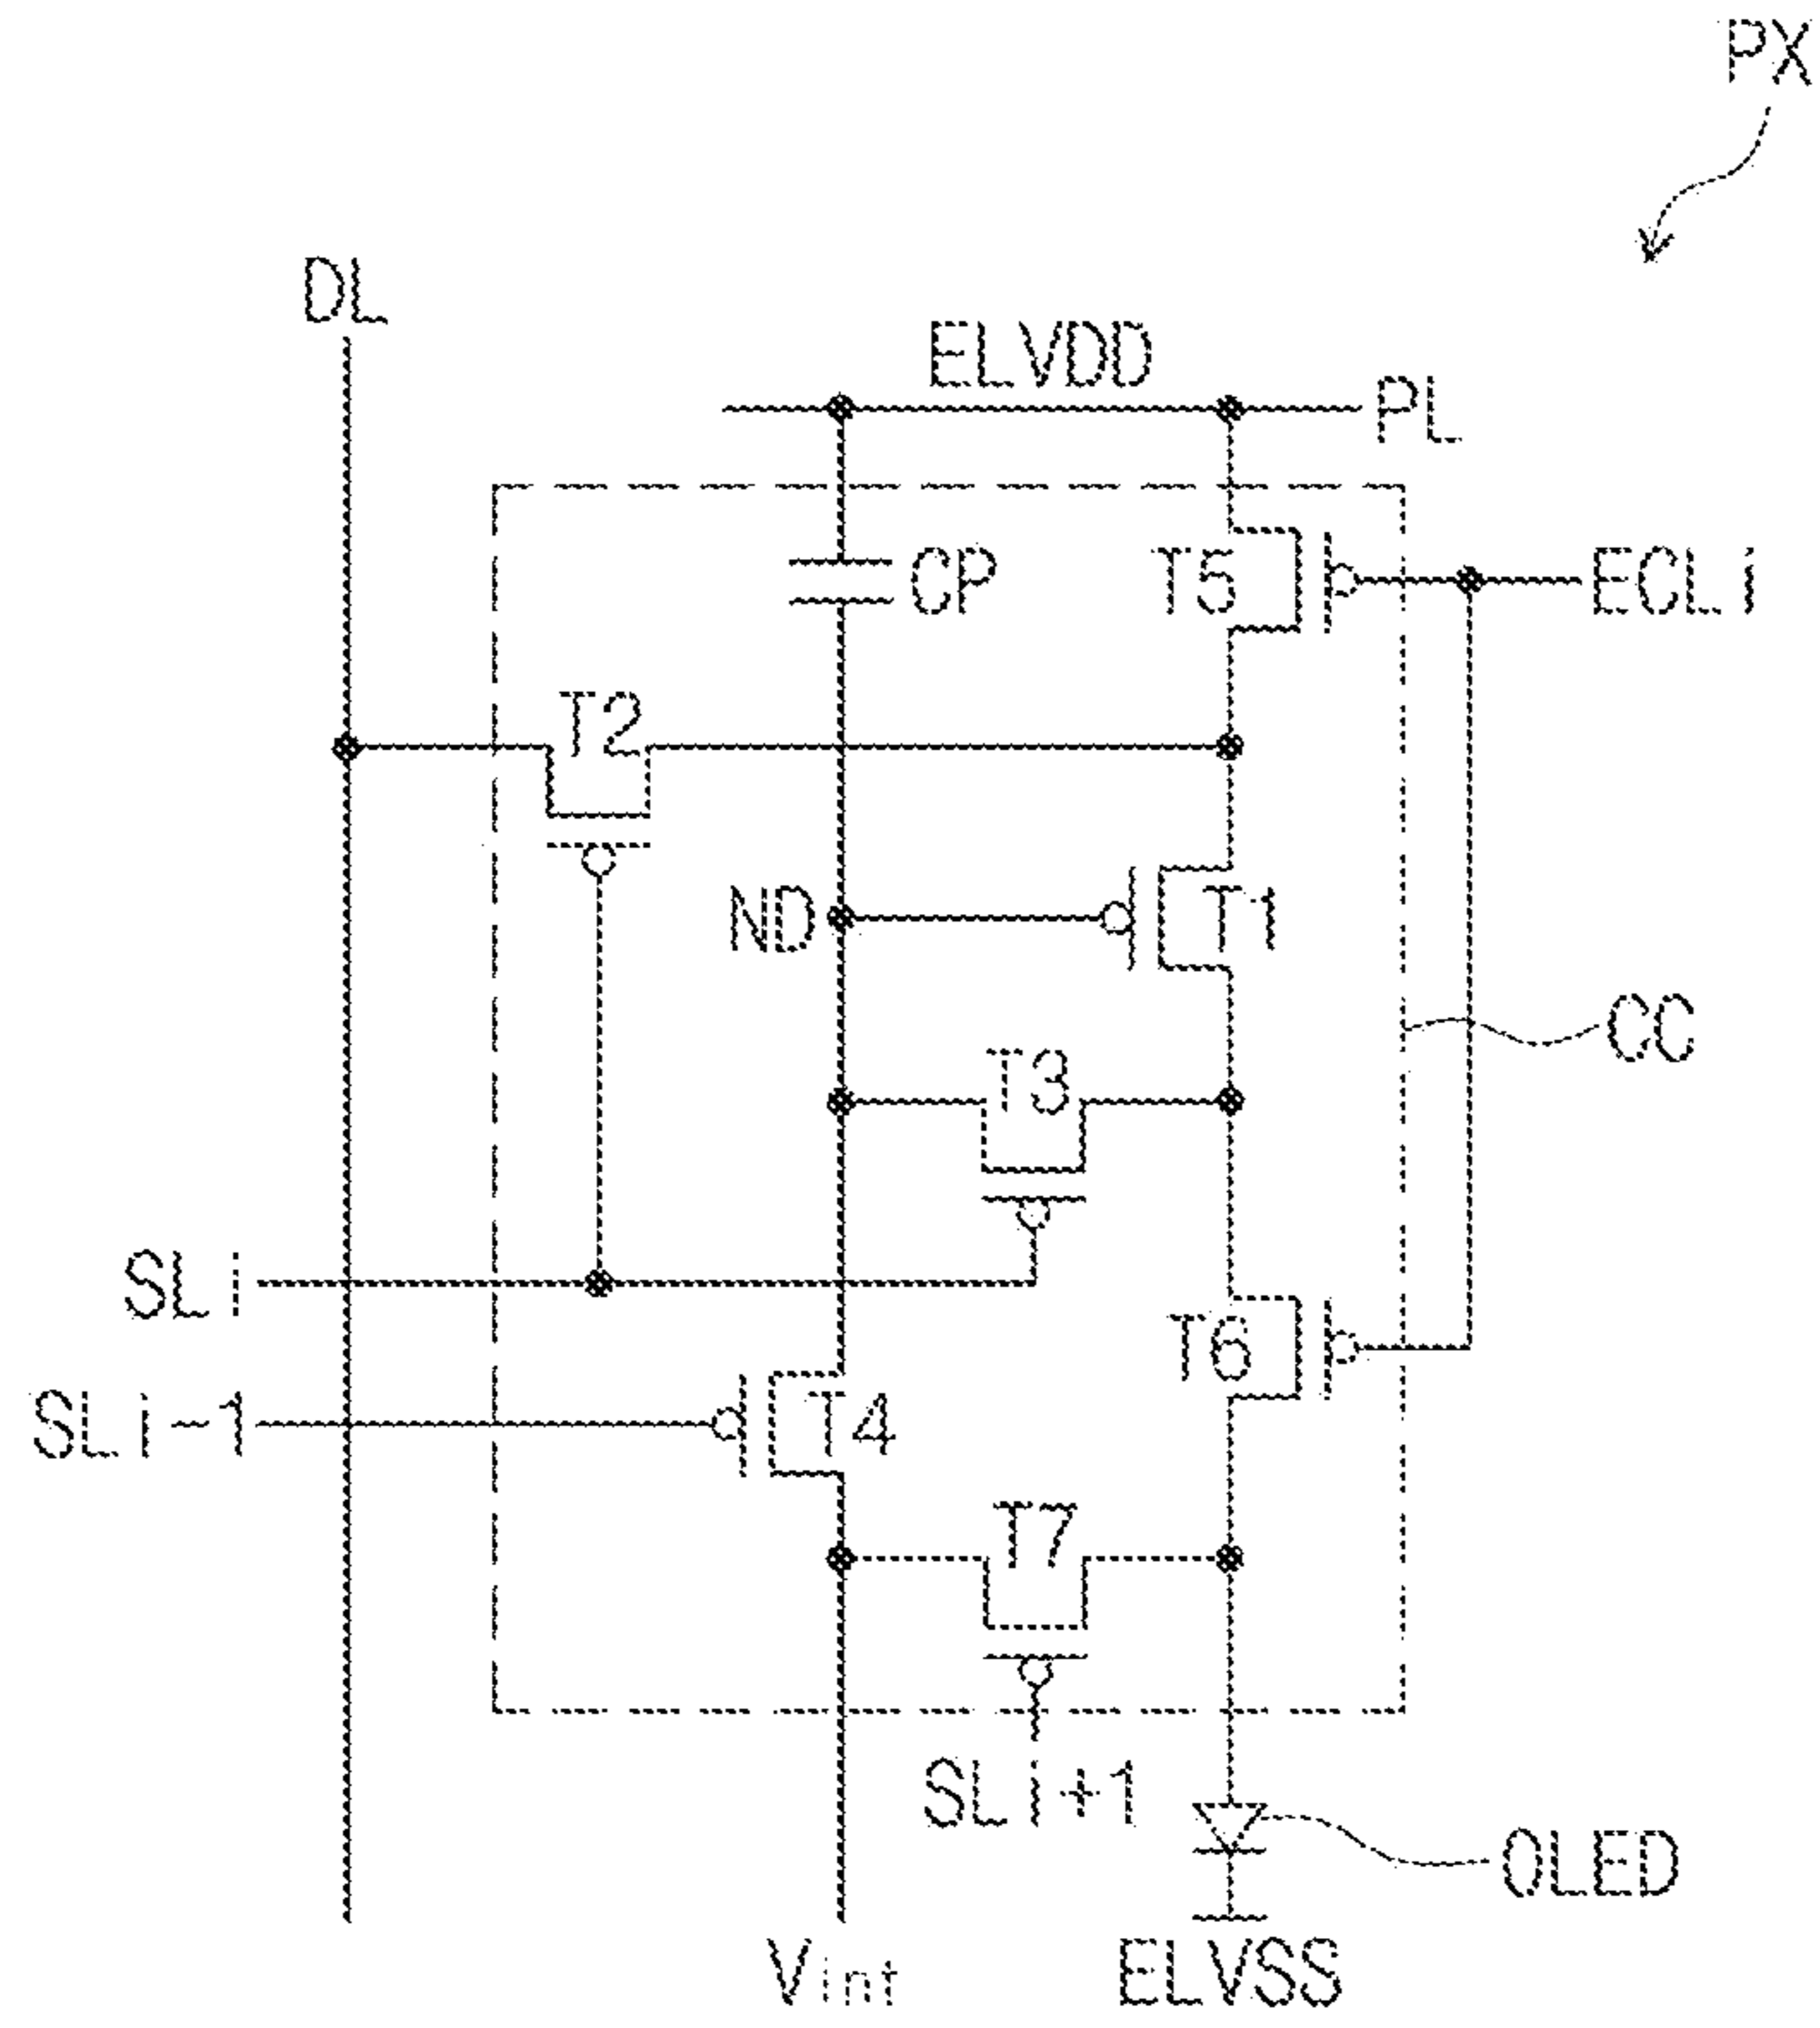 PX
DL
ELVDD
PL
CP
T5
ECLi
T2
ND
T1
CC
T3
SLi
T6
SLi-1
T4
T7
SLi+1
OLED
Vint
ELVSS